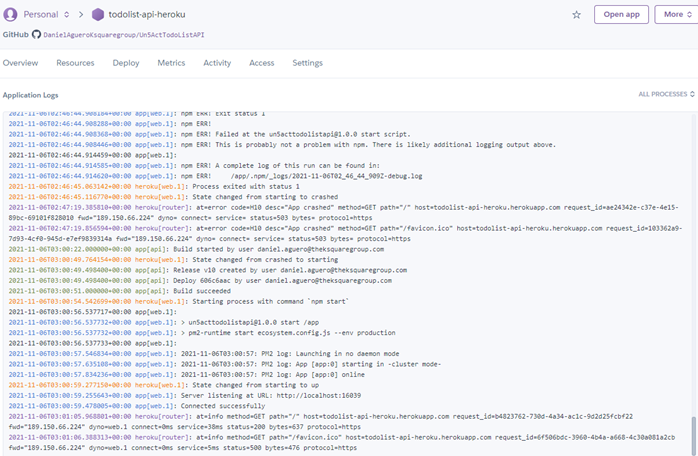 Personal todolist-api-heroku Open app More
GitHub DanielAgueroKsquaregroup/Un5ActTodoListAPI
Overview Resources Deploy Metrics Activity Access Settings
Application Logs ALL PROCESSES
2021-11-06T02:46:44.908184+00:00 app[web.1]: npm ERR! Exit status 1
2021-11-06T02:46:44.908288+00:00 app[web.1]: npm ERR!
2021-11-06T02:46:44.908368+00:00 app[web.1]: npm ERR! Failed at the un5acttodolistapi@1.0.0 start script.
2021-11-06T02:46:44.908446+00:00 app[web.1]: npm ERR! This is probably not a problem with npm. There is likely additional logging output above.
2021-11-06T02:46:44.914459+00:00 app[web.1]:
2021-11-06T02:46:44.914585+00:00 app[web.1]: npm ERR! A complete log of this run can be found in:
2021-11-06T02:46:44.914620+00:00 app[web.1]: npm ERR! /app/.npm/_logs/2021-11-06T02_46_44_909Z-debug.log
2021-11-06T02:46:45.063142+00:00 heroku[web.1]: Process exited with status 1
2021-11-06T02:46:45.116770+00:00 heroku[web.1]: State changed from starting to crashed
2021-11-06T02:47:19.385810+00:00 heroku[router]: at=error code=H10 desc="App crashed" method=GET path="/" host=todolist-api-heroku.herokuapp.com request_id=ae24342e-c37e-4e15-
89bc-69101f828010 fwd="189.150.66.224" dyno= connect= service= status=503 bytes= protocol=https
2021-11-06T02:47:19.856594+00:00 heroku[router]: at=error code=H10 desc="App crashed" method=GET path="/favicon.ico" host=todolist-api-heroku.herokuapp.com request_id=103362a9-
7d93-4cf0-945d-e7ef9839314a fwd="189.150.66.224" dyno= connect= service= status=503 bytes= protocol=https
2021-11-06T03:00:22.000000+00:00 app[api]: Build started by user daniel.aguero@theksquaregroup.com
2021-11-06T03:00:49.764154+00:00 heroku[web.1]: State changed from crashed to starting
2021-11-06T03:00:49.498400+00:00 app[api]: Release v10 created by user daniel.aguero@theksquaregroup.com
2021-11-06T03:00:49.498400+00:00 app[api]: Deploy 606c6aac by user daniel.aguero@theksquaregroup.com
2021-11-06T03:00:51.000000+00:00 app[api]: Build succeeded
2021-11-06T03:00:54.542699+00:00 heroku[web.1]: Starting process with command `npm start`
2021-11-06T03:00:56.537717+00:00 app[web.1]:
2021-11-06T03:00:56.537732+00:00 app[web.1]: > un5acttodolistapi@1.0.0 start /app
2021-11-06T03:00:56.537732+00:00 app[web.1]: > pm2-runtime start ecosystem.config.js --env production
2021-11-06T03:00:56.537733+00:00 app[web.1]:
2021-11-06T03:00:57.546834+00:00 app[web.1]: 2021-11-06T03:00:57: PM2 log: Launching in no daemon mode
2021-11-06T03:00:57.635108+00:00 app[web.1]: 2021-11-06T03:00:57: PM2 log: App [app:0] starting in -cluster mode-
2021-11-06T03:00:57.834236+00:00 app[web.1]: 2021-11-06T03:00:57: PM2 log: App [app:0] online
2021-11-06T03:00:59.277150+00:00 heroku[web.1]: State changed from starting to up
2021-11-06T03:00:59.255643+00:00 app[web.1]: Server listening at URL: http://localhost:16039
2021-11-06T03:00:59.478005+00:00 app[web.1]: Connected successfully
2021-11-06T03:01:05.968801+00:00 heroku[router]: at=info method=GET path="/" host=todolist-api-heroku.herokuapp.com request_id=b4823762-730d-4a34-ac1c-9d2d25fcbf22
fwd="189.150.66.224" dyno=web.1 connect=0ms service=38ms status=200 bytes=637 protocol=https
2021-11-06T03:01:06.388313+00:00 heroku[router]: at=info method=GET path="/favicon.ico" host=todolist-api-heroku.herokuapp.com request_id=6f506bdc-3960-4b4a-a668-4c30a081a2cb
fwd="189.150.66.224" dyno=web.1 connect=0ms service=5ms status=500 bytes=476 protocol=https